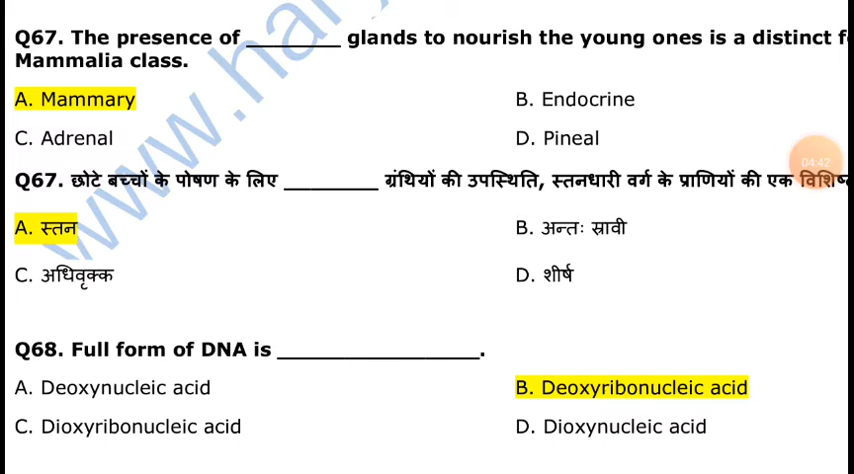 Q67. The presence of ________ glands to nourish the young ones is a distinct
Mammalia class.
A. Mammary
B. Endocrine
C. Adrenal
D. Pineal
04:42
Q67. छोटे बच्चों के पोषण के लिए ________ ग्रंथियों की उपस्थिति, स्तनधारी वर्ग के प्राणियों की एक
A. स्तन
B. अन्तः स्रावी
C. अधिवृक्क
D. शीर्ष
Q68. Full form of DNA is ________________.
A. Deoxynucleic acid
B. Deoxyribonucleic acid
C. Dioxyribonucleic acid
D. Dioxynucleic acid